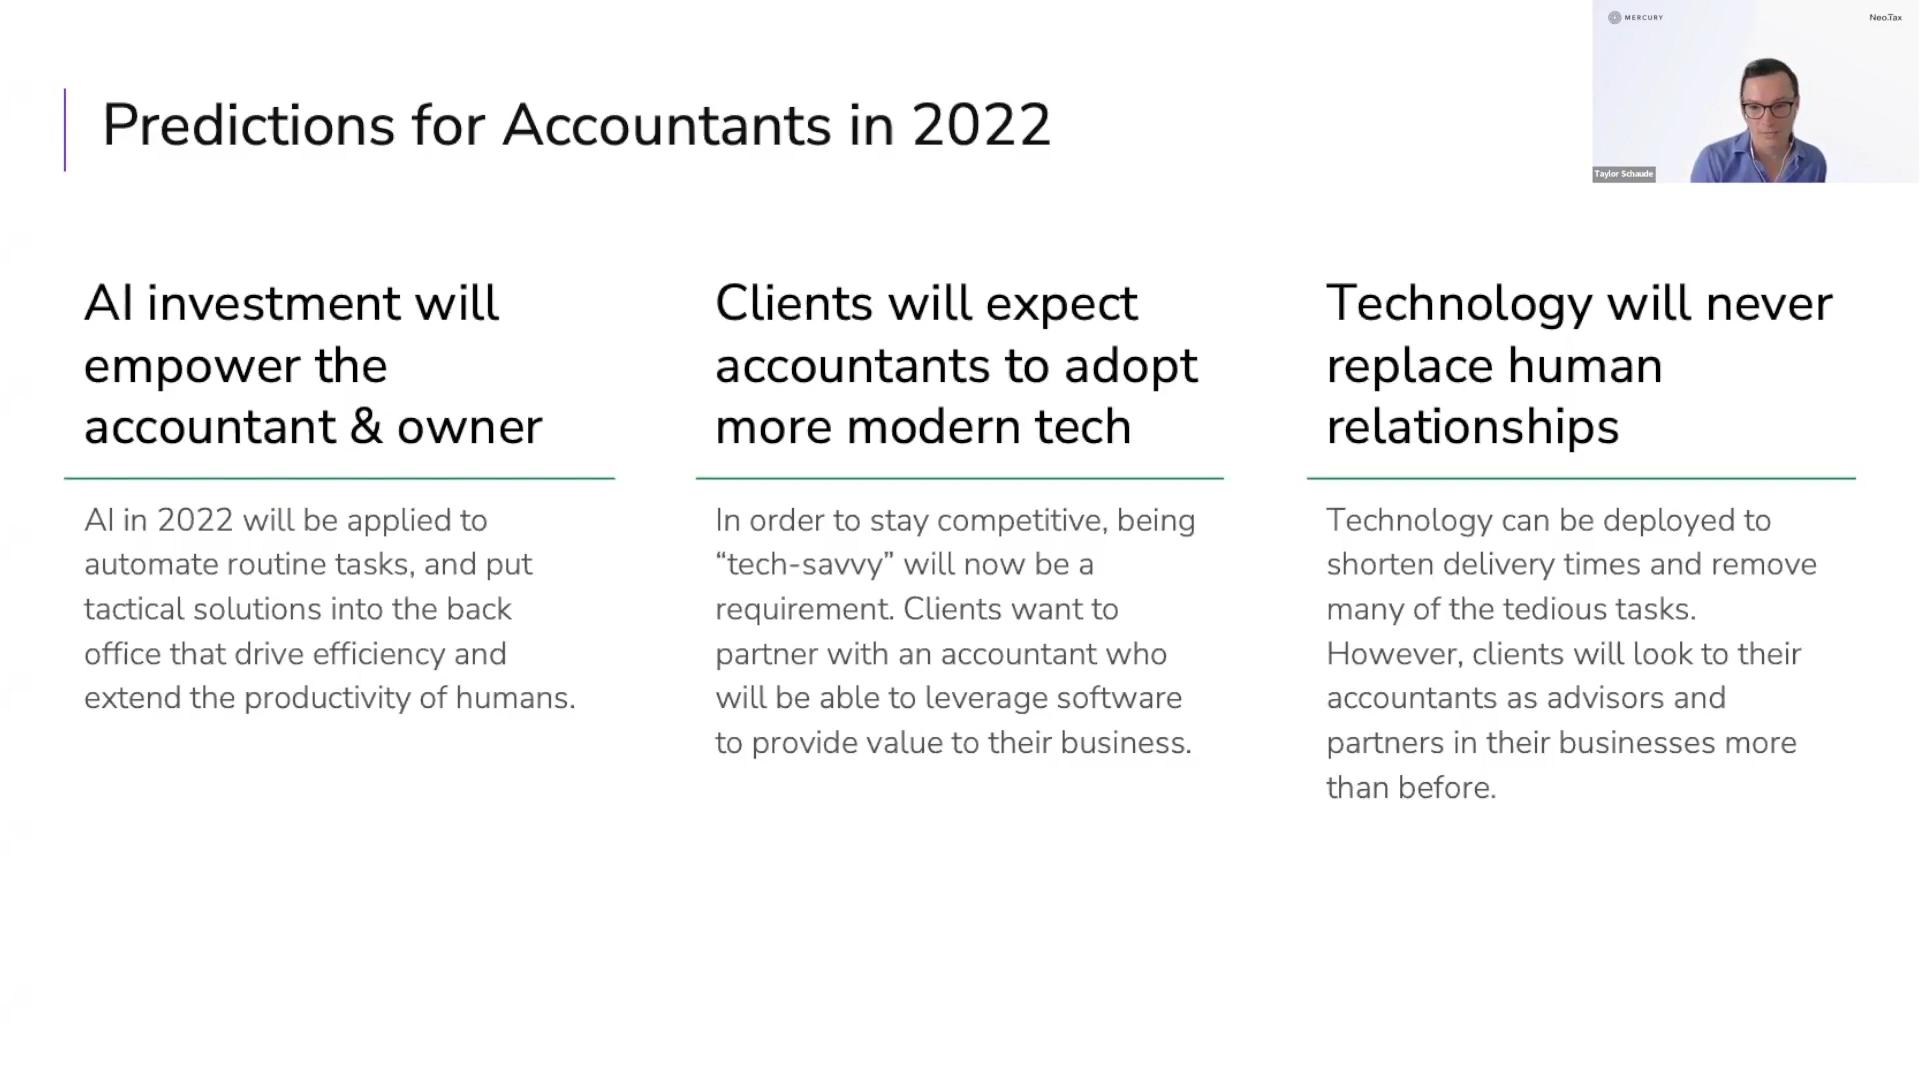 MERCURY
Neo.Tax
Predictions for Accountants in 2022
Taylor Schaude
AI investment will
empower the
accountant & owner
AI in 2022 will be applied to
automate routine tasks, and put
tactical solutions into the back
office that drive efficiency and
extend the productivity of humans.
Clients will expect
accountants to adopt
more modern tech
In order to stay competitive, being
“tech-savvy” will now be a
requirement. Clients want to
partner with an accountant who
will be able to leverage software
to provide value to their business.
Technology will never
replace human
relationships
Technology can be deployed to
shorten delivery times and remove
many of the tedious tasks.
However, clients will look to their
accountants as advisors and
partners in their businesses more
than before.